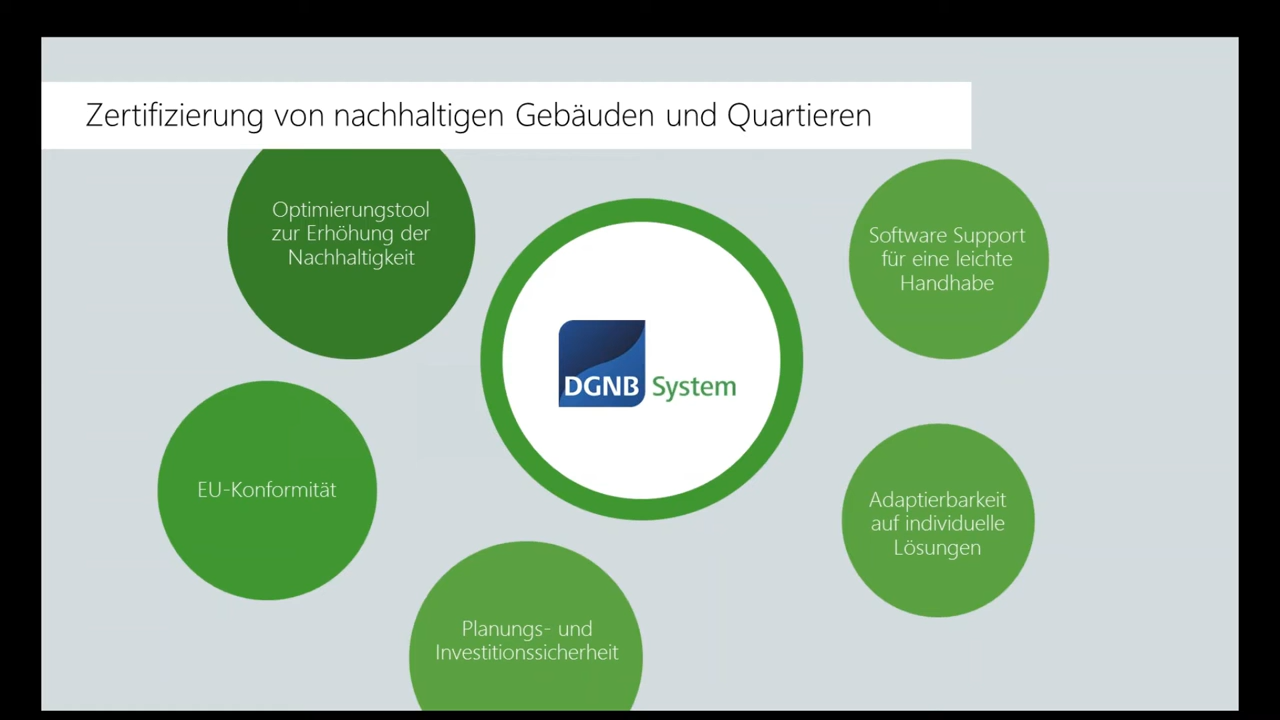 Zertifizierung von nachhaltigen Gebäuden und Quartieren
Optimierungstool
zur Erhöhung der
Nachhaltigkeit
Software Support
für eine leichte
Handhabe
DGNB System
EU-Konformität
Adaptierbarkeit
auf individuelle
Lösungen
Planungs- und
Investitionssicherheit